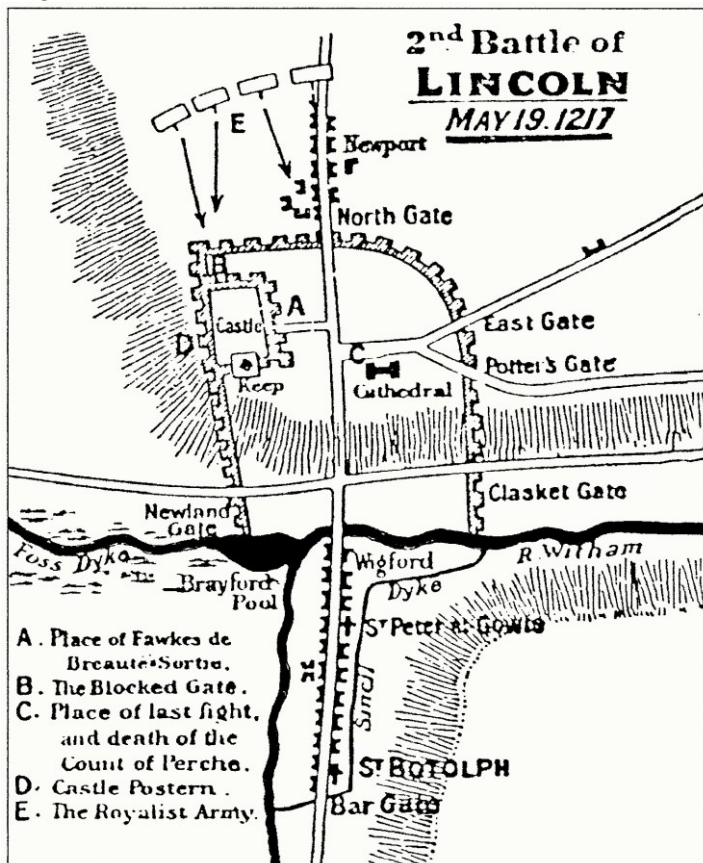 2nd Battle of
LINCOLN
MAY 19. 1217
E
Newport
North Gate
B
A
Castle
D
Keep
C
Cathedral
East Gate
Potter's Gate
Newland
Gate
Clasket Gate
Foss Dyke
Brayford
Pool
Wigford
Dyke
R. Witham
St Peter at Gowts
Small
St BOTOLPH
Bar Gate
A. Place of Fawkes de
Breauté's Sortie.
B. The Blocked Gate.
C. Place of last fight,
and death of the
Count of Perche.
D. Castle Postern.
E. The Royalist Army.